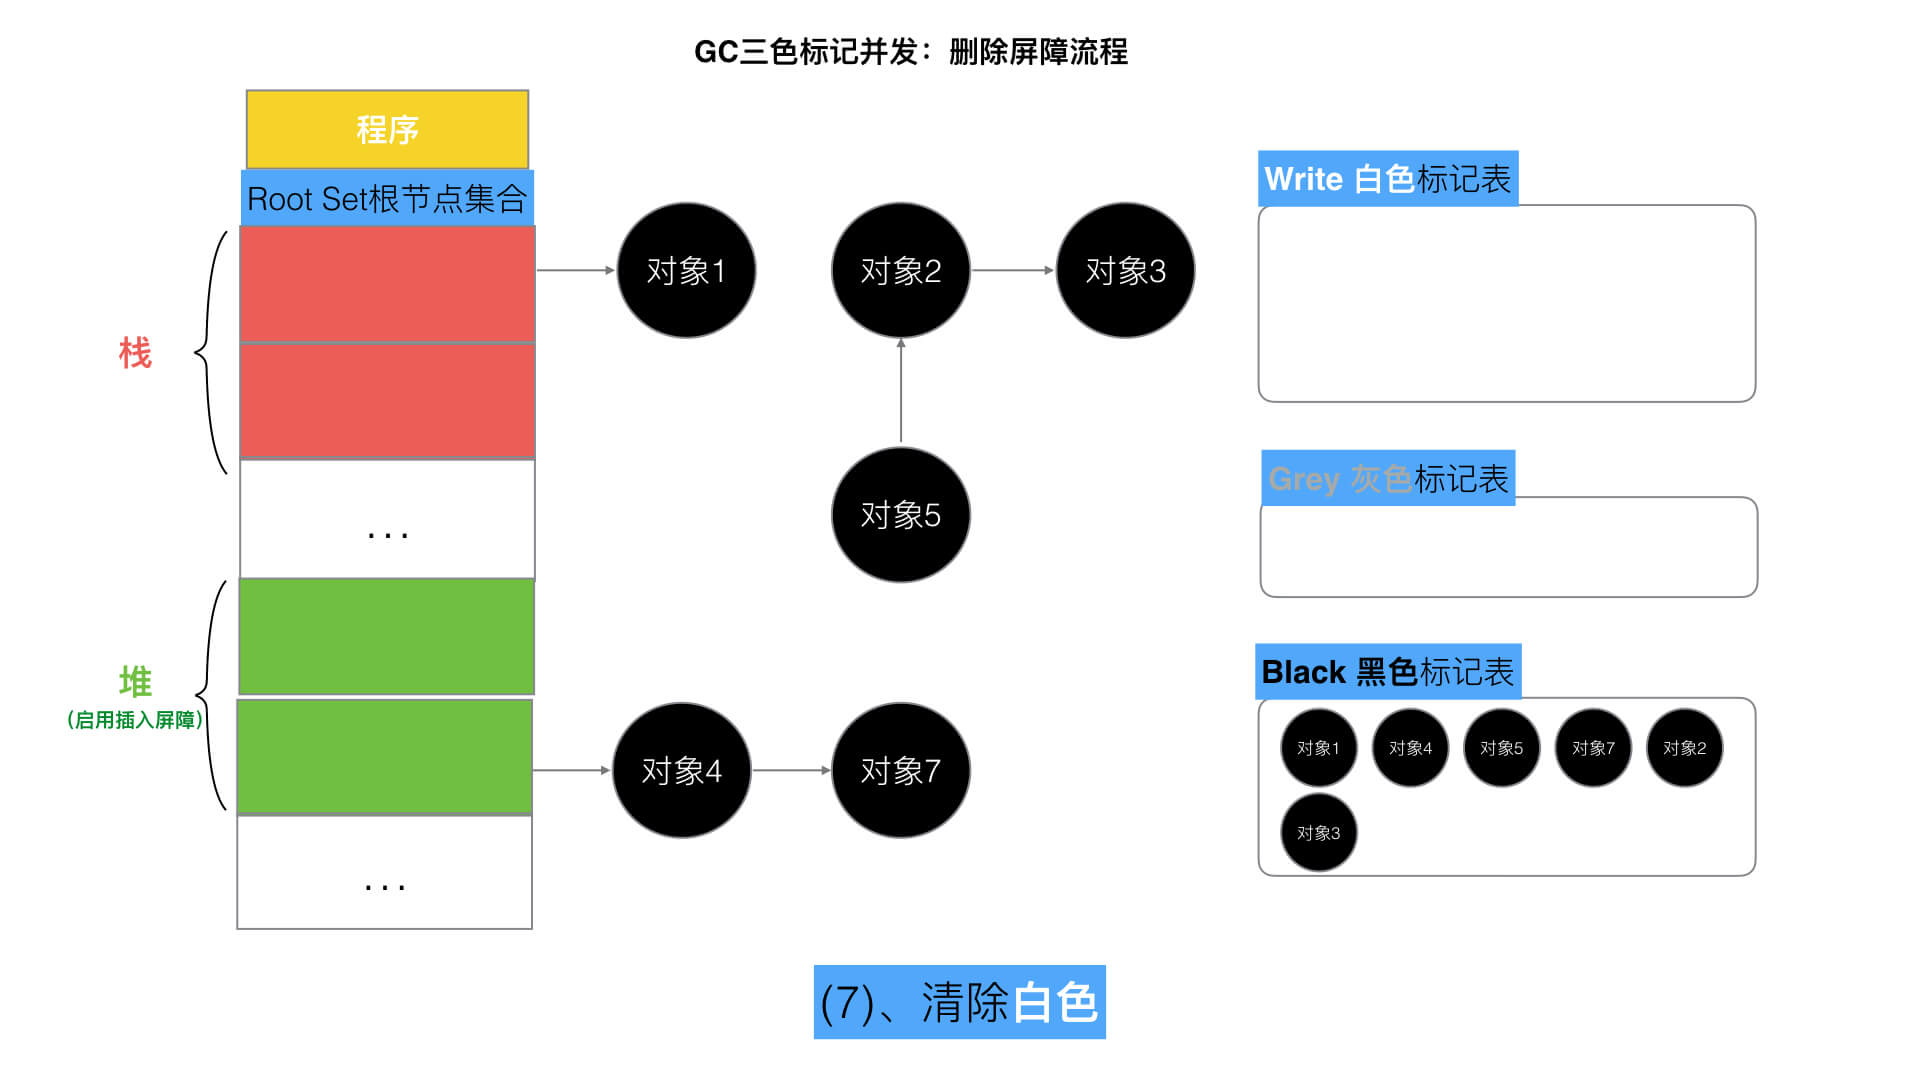 GC三色标记并发：删除屏障流程
程序
Root Set根节点集合
栈
...
堆
(启用插入屏障)
...
对象1
对象2
对象3
对象5
对象4
对象7
Write 白色标记表
Grey 灰色标记表
Black 黑色标记表
对象1
对象4
对象5
对象7
对象2
对象3
(7)、清除白色